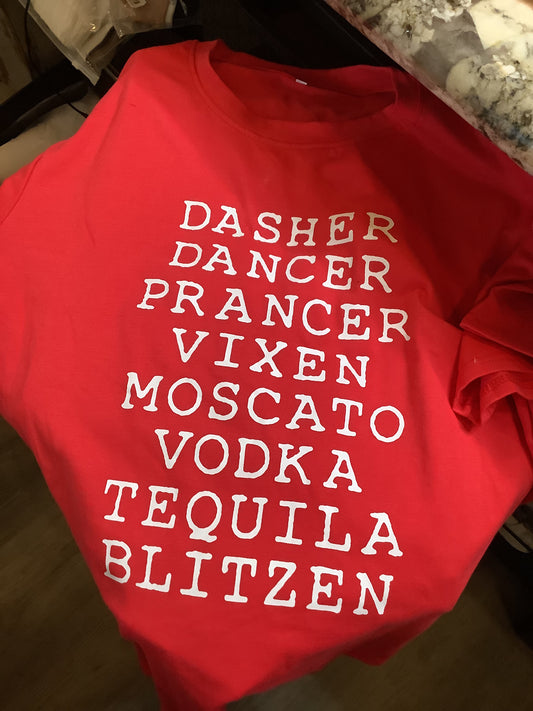 DASHER
DANCER
PRANCER
VIXEN
MOSCATO
VODKA
TEQUILA
BLITZEN